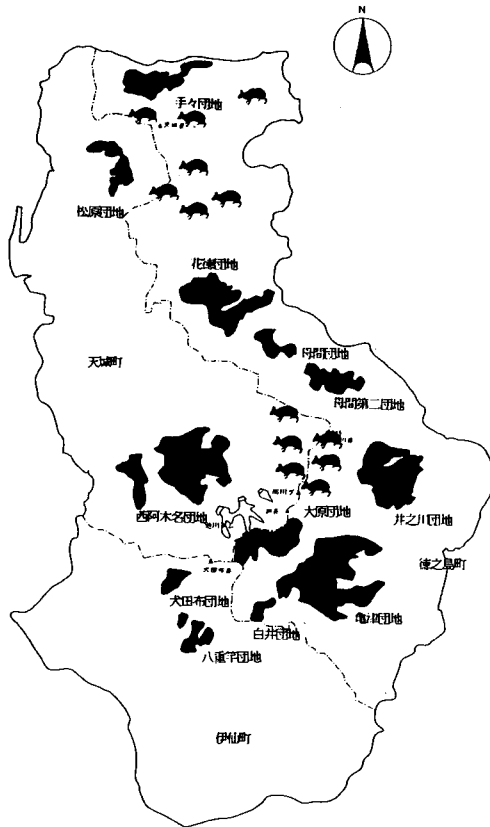 N
手々団地
松原団地
花徳団地
母間団地
天城町
母間第二団地
西阿木名団地
大原団地
井之川団地
徳之島町
犬田布団地
亀津団地
白井団地
八重竿団地
伊仙町